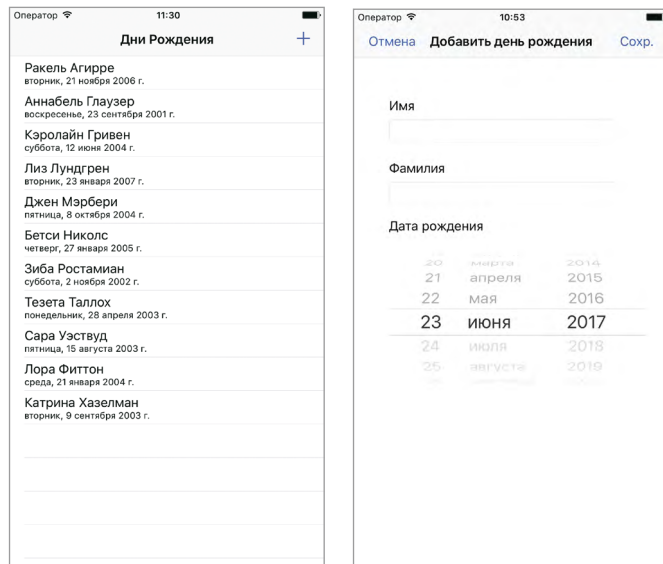 Оператор 11:30
Дни Рождения +
Ракель Агирре
вторник, 21 ноября 2006 г.
Аннабель Глаузер
воскресенье, 23 сентября 2001 г.
Кэролайн Гривен
суббота, 12 июня 2004 г.
Лиз Лундгрен
вторник, 23 января 2007 г.
Джен Мэрбери
пятница, 8 октября 2004 г.
Бетси Николс
четверг, 27 января 2005 г.
Зиба Ростамиан
суббота, 2 ноября 2002 г.
Тезета Таллох
понедельник, 28 апреля 2003 г.
Сара Уэствуд
пятница, 15 августа 2003 г.
Лора Фиттон
среда, 21 января 2004 г.
Катрина Хазелман
вторник, 9 сентября 2003 г.
Оператор 10:53
Отмена Добавить день рождения Сохр.
Имя
Фамилия
Дата рождения
20 марта 2014
21 апреля 2015
22 мая 2016
23 июня 2017
24 июля 2018
25 августа 2019